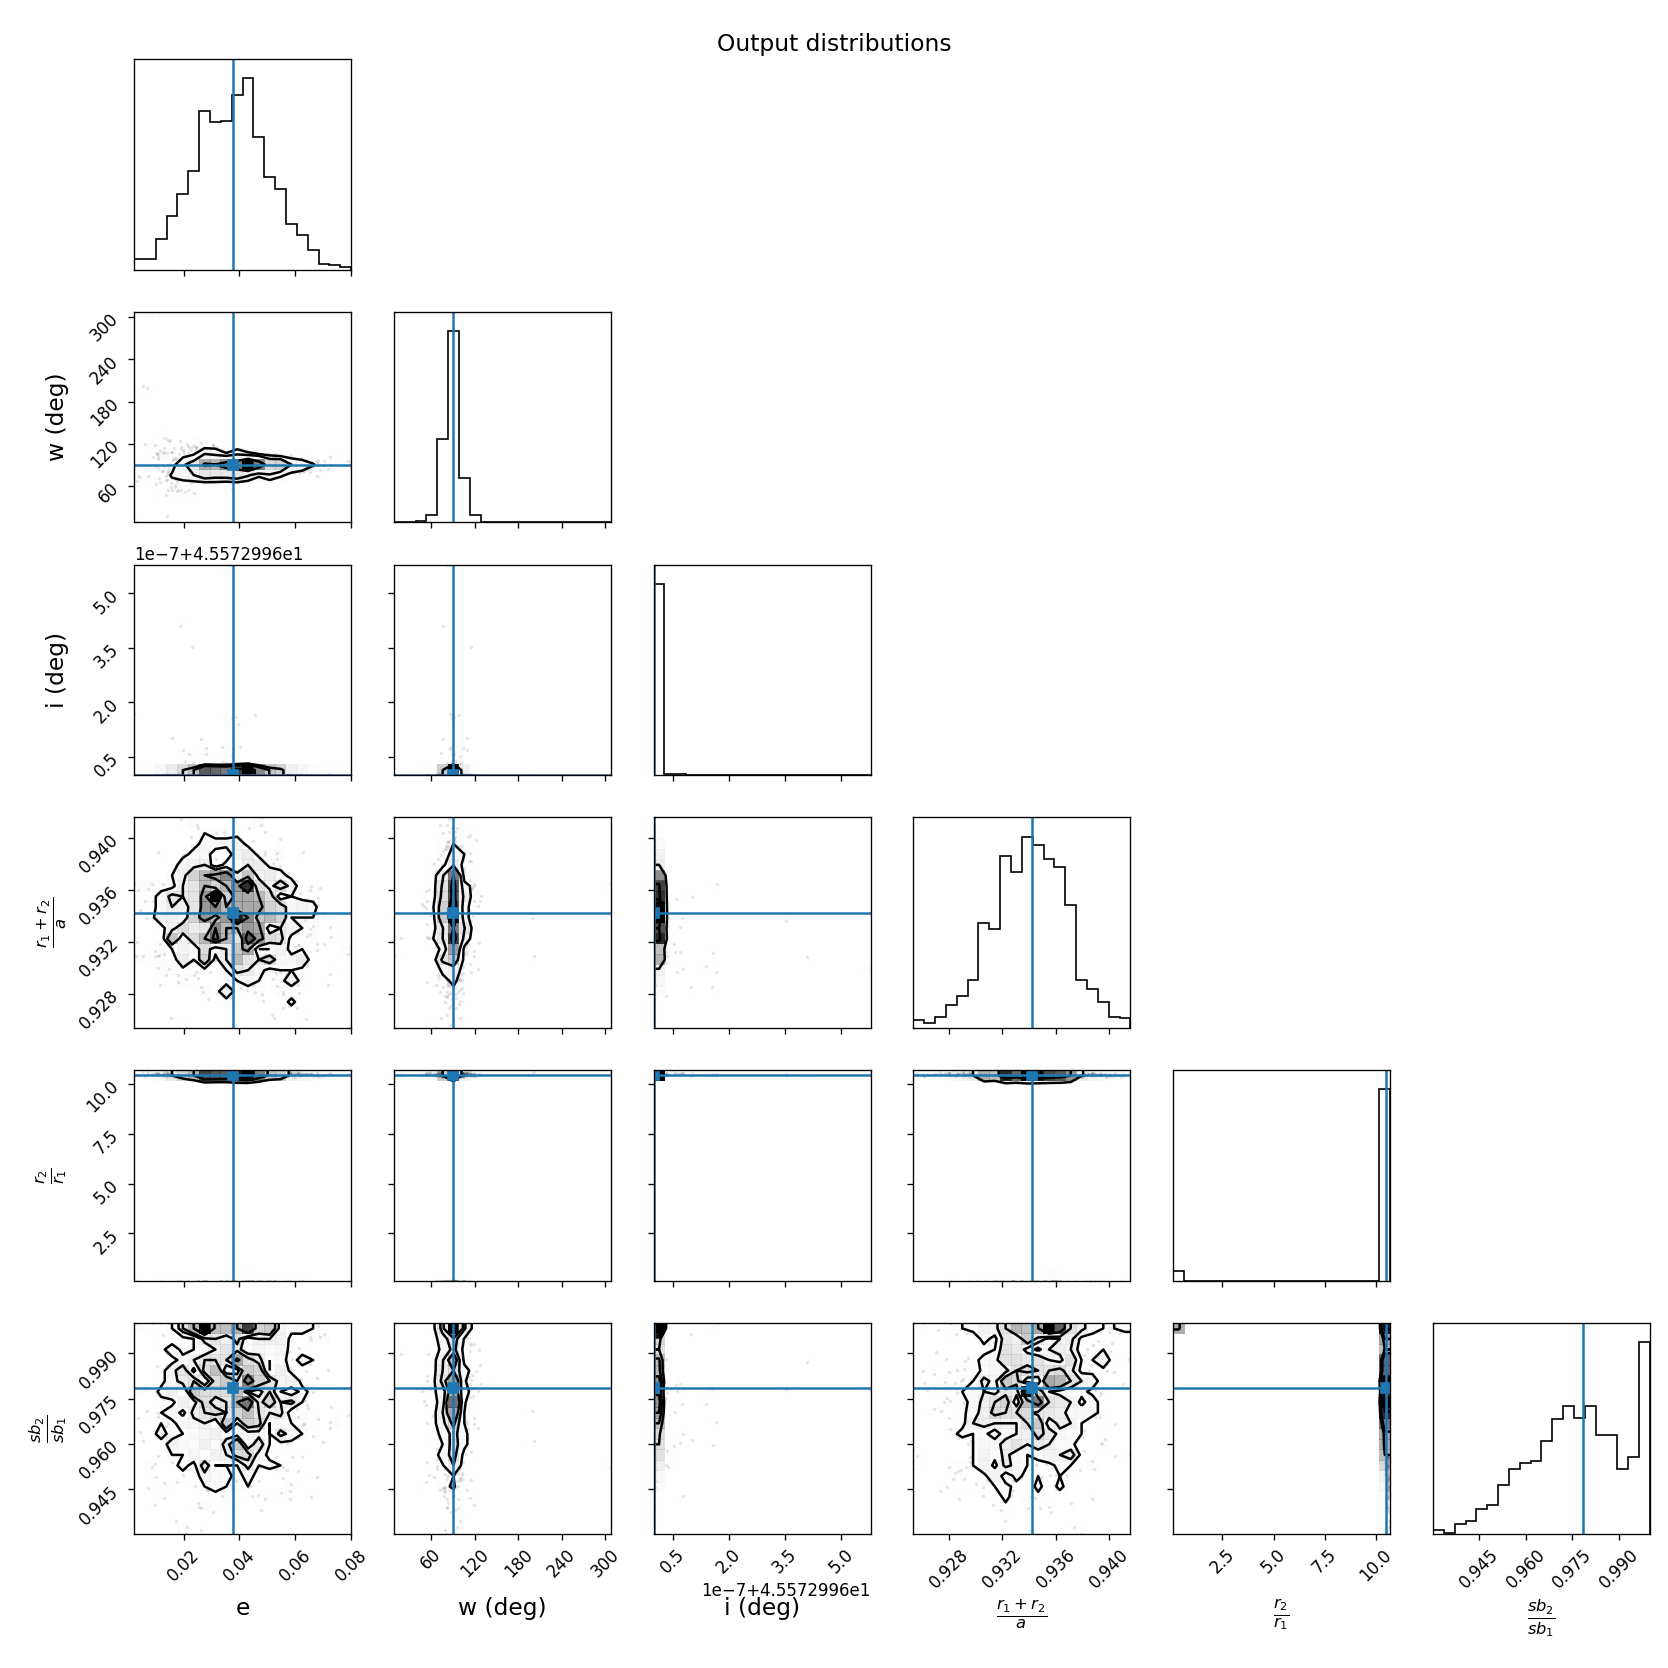 Output distributions
w (deg)
300
240
180
120
60
1e−7+4.5572996e1
i (deg)
5.0
3.5
2.0
0.5
r₁ + r₂
a
0.940
0.936
0.932
0.928
r₂
r₁
10.0
7.5
5.0
2.5
sb₂
sb₁
0.990
0.975
0.960
0.945
0.02 0.04 0.06 0.08
60 120 180 240 300
0.5 2.0 3.5 5.0
0.928 0.932 0.936 0.940
2.5 5.0 7.5 10.0
0.945 0.960 0.975 0.990
1e−7+4.5572996e1
e
w (deg)
i (deg)
r₁ + r₂
a
r₂
r₁
sb₂
sb₁